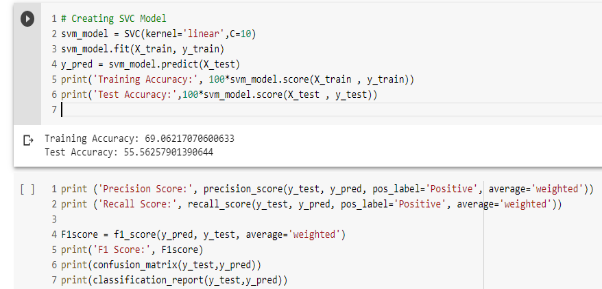 1 # Creating SVC Model
2 svm_model = SVC(kernel='linear',C=10)
3 svm_model.fit(X_train, y_train)
4 y_pred = svm_model.predict(X_test)
5 print('Training Accuracy:', 100*svm_model.score(X_train , y_train))
6 print('Test Accuracy:',100*svm_model.score(X_test , y_test))
7
Training Accuracy: 69.06217070600633
Test Accuracy: 55.56257901390644
[ ] 1 print ('Precision Score:', precision_score(y_test, y_pred, pos_label='Positive', average='weighted'))
2 print ('Recall Score:', recall_score(y_test, y_pred, pos_label='Positive', average='weighted'))
3
4 F1score = f1_score(y_pred, y_test, average='weighted')
5 print('F1 Score:', F1score)
6 print(confusion_matrix(y_test,y_pred))
7 print(classification_report(y_test,y_pred))